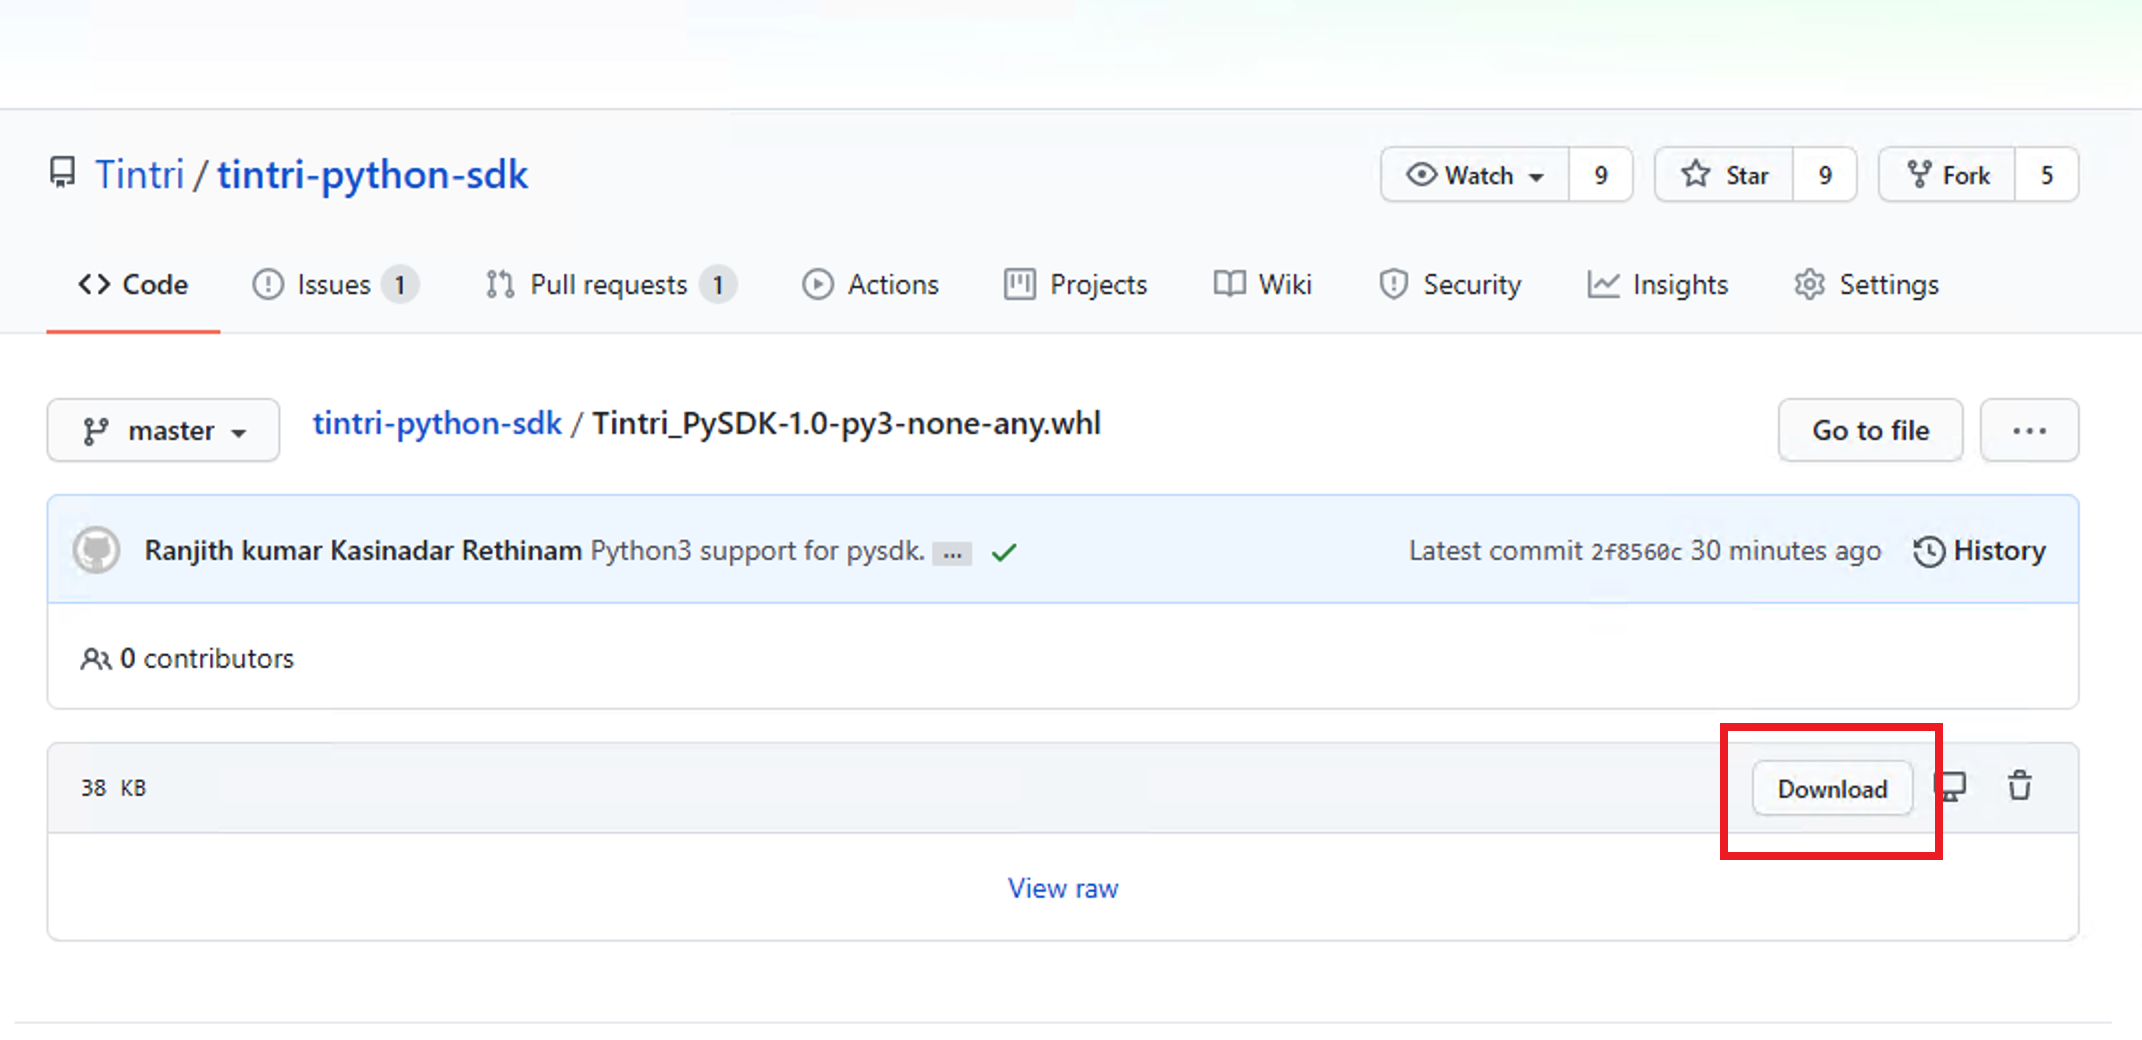 Tintri / tintri-python-sdk
Watch 9 Star 9 Fork 5
Code Issues 1 Pull requests 1 Actions Projects Wiki Security Insights Settings
master tintri-python-sdk / Tintri_PySDK-1.0-py3-none-any.whl Go to file ...
Ranjith kumar Kasinadar Rethinam Python3 support for pysdk. ... Latest commit 2f8560c 30 minutes ago History
0 contributors
38 KB Download
View raw